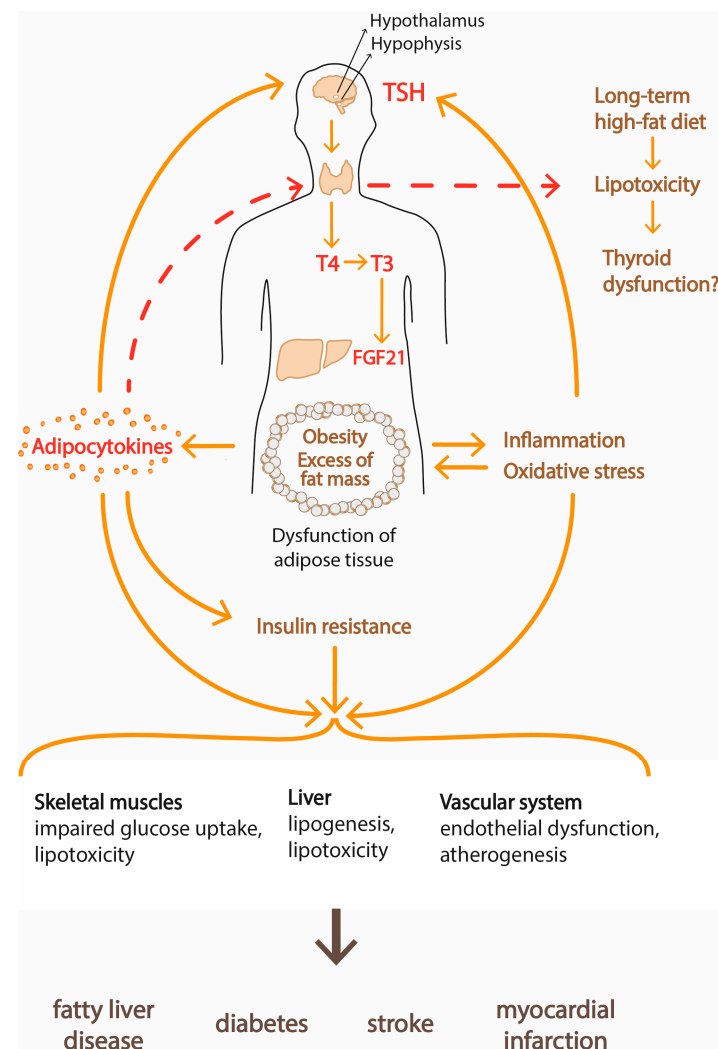 Hypothalamus
Hypophysis
TSH
Long-term
high-fat diet
Lipotoxicity
Thyroid
dysfunction?
T4
T3
FGF21
Adipocytokines
Obesity
Excess of
fat mass
Inflammation
Oxidative stress
Dysfunction of
adipose tissue
Insulin resistance
Skeletal muscles
impaired glucose uptake,
lipotoxicity
Liver
lipogenesis,
lipotoxicity
Vascular system
endothelial dysfunction,
atherogenesis
fatty liver
disease
diabetes
stroke
myocardial
infarction